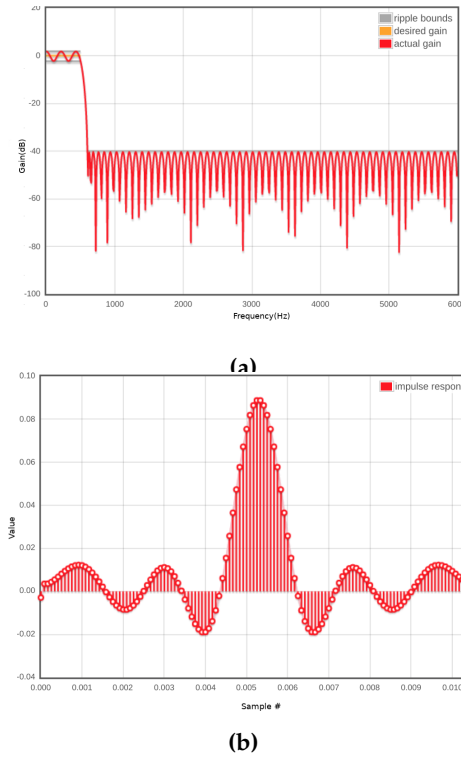 20
0
-20
-40
-60
-80
-100
Gain(dB)
ripple bounds
desired gain
actual gain
0 1000 2000 3000 4000 5000 600
Frequency(Hz)
(a)
0.10
0.08
0.06
0.04
0.02
0.00
-0.02
-0.04
Value
impulse respon
0.000 0.001 0.002 0.003 0.004 0.005 0.006 0.007 0.008 0.009 0.010
Sample #
(b)